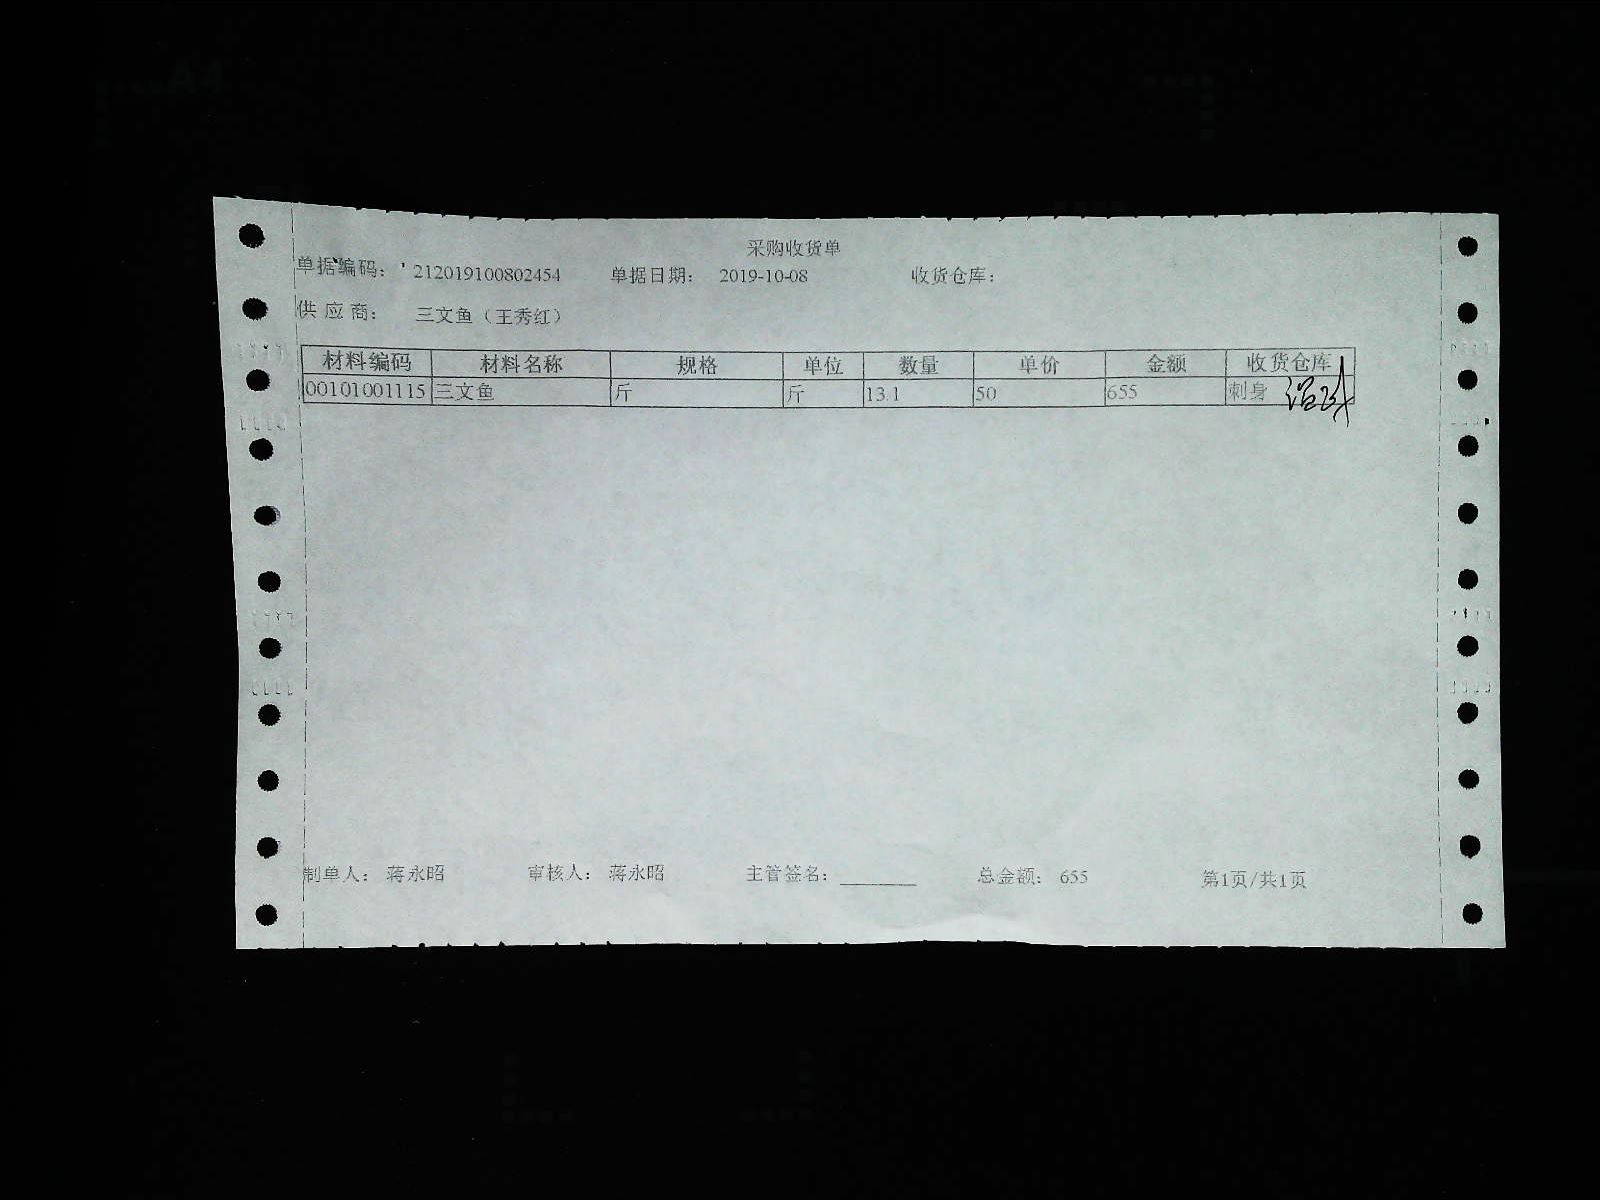 采购收货单
单据编码： 212019100802454 单据日期： 2019-10-08 收货仓库：
供 应 商： 三文鱼（王秀红）
材料编码 材料名称 规格 单位 数量 单价 金额 收货仓库
00101001115 三文鱼 斤 斤 13.1 50 655 刺身
制单人： 蒋永昭 审核人： 蒋永昭 主管签名：________ 总金额： 655 第1页/共1页